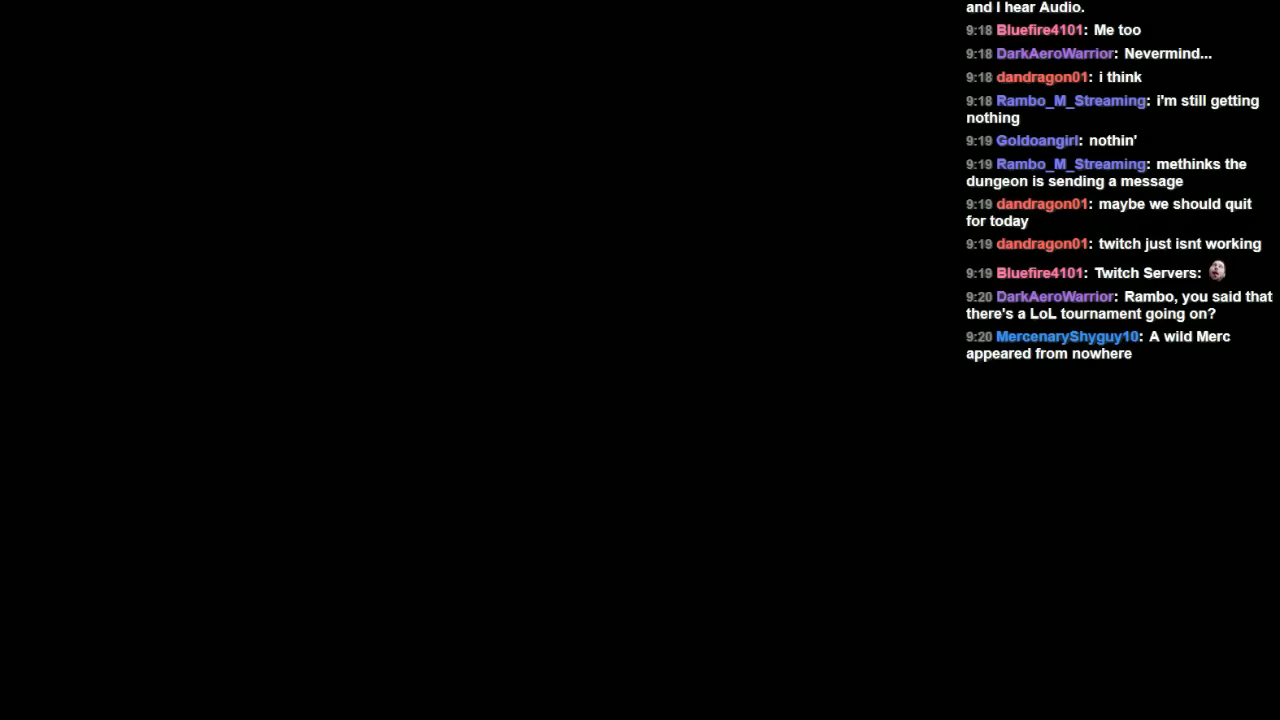 and I hear Audio.
9:18 Bluefire4101: Me too
9:18 DarkAeroWarrior: Nevermind...
9:18 dandragon01: i think
9:18 Rambo_M_Streaming: i'm still getting
nothing
9:19 Goldoangirl: nothin'
9:19 Rambo_M_Streaming: methinks the
dungeon is sending a message
9:19 dandragon01: maybe we should quit
for today
9:19 dandragon01: twitch just isnt working
9:19 Bluefire4101: Twitch Servers:
9:20 DarkAeroWarrior: Rambo, you said that
there's a LoL tournament going on?
9:20 MercenaryShyguy10: A wild Merc
appeared from nowhere